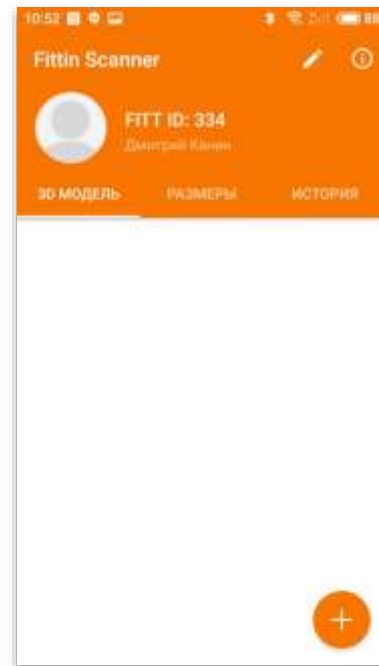 10:52
Fittin Scanner
FITT ID: 334
Дмитрий Канин
3D МОДЕЛЬ РАЗМЕРЫ ИСТОРИЯ